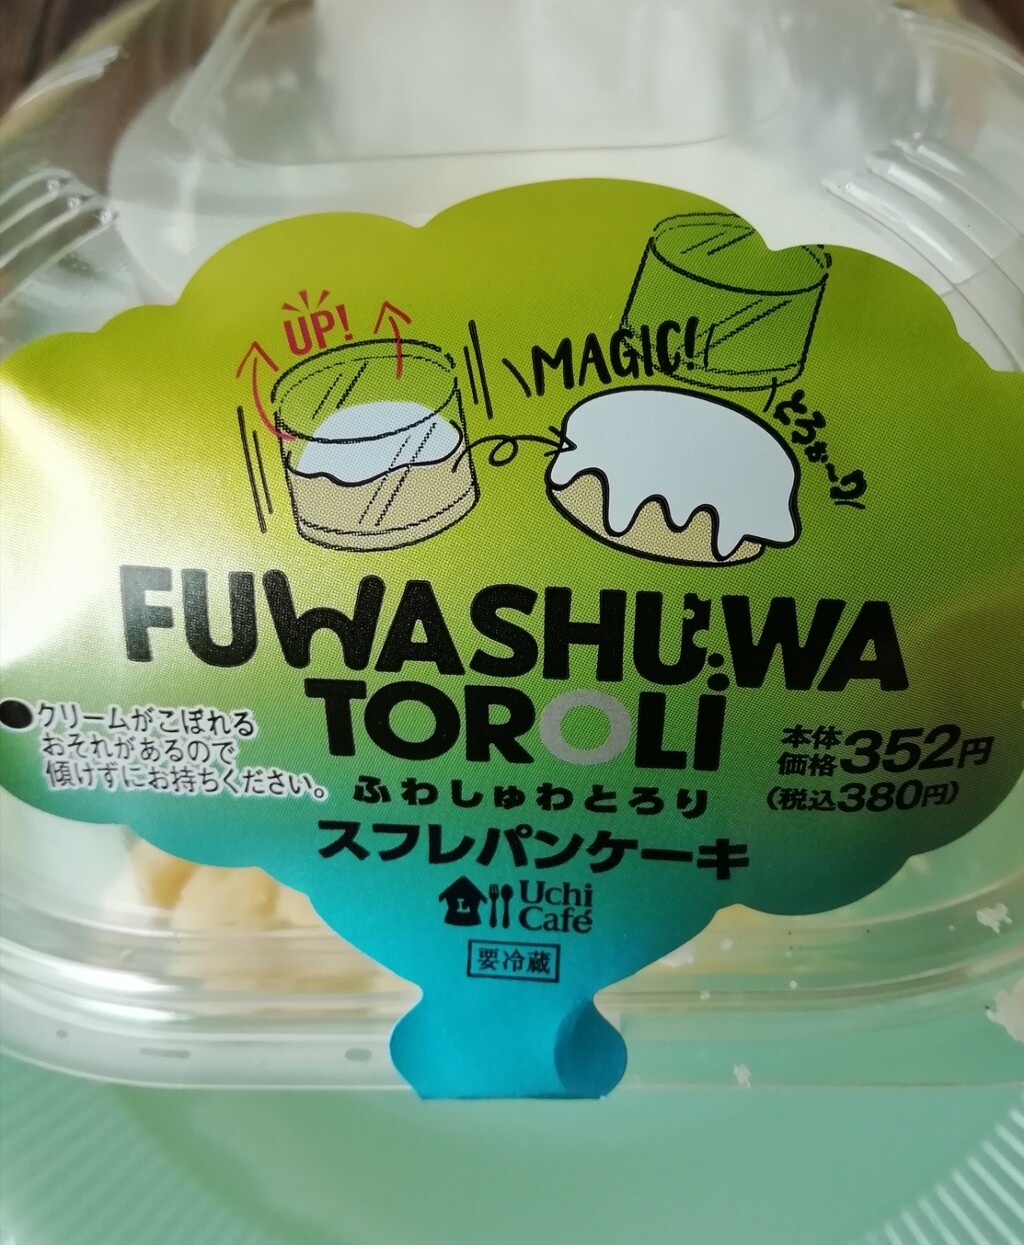 UP!
MAGIC!
とろぉ〜り
FUWASHUWA
TOROLi
●クリームがこぼれる
おそれがあるので
傾けずにお持ちください。
本体
価格352円
(税込380円)
ふわしゅわとろり
スフレパンケーキ
L
Uchi
Café
要冷蔵